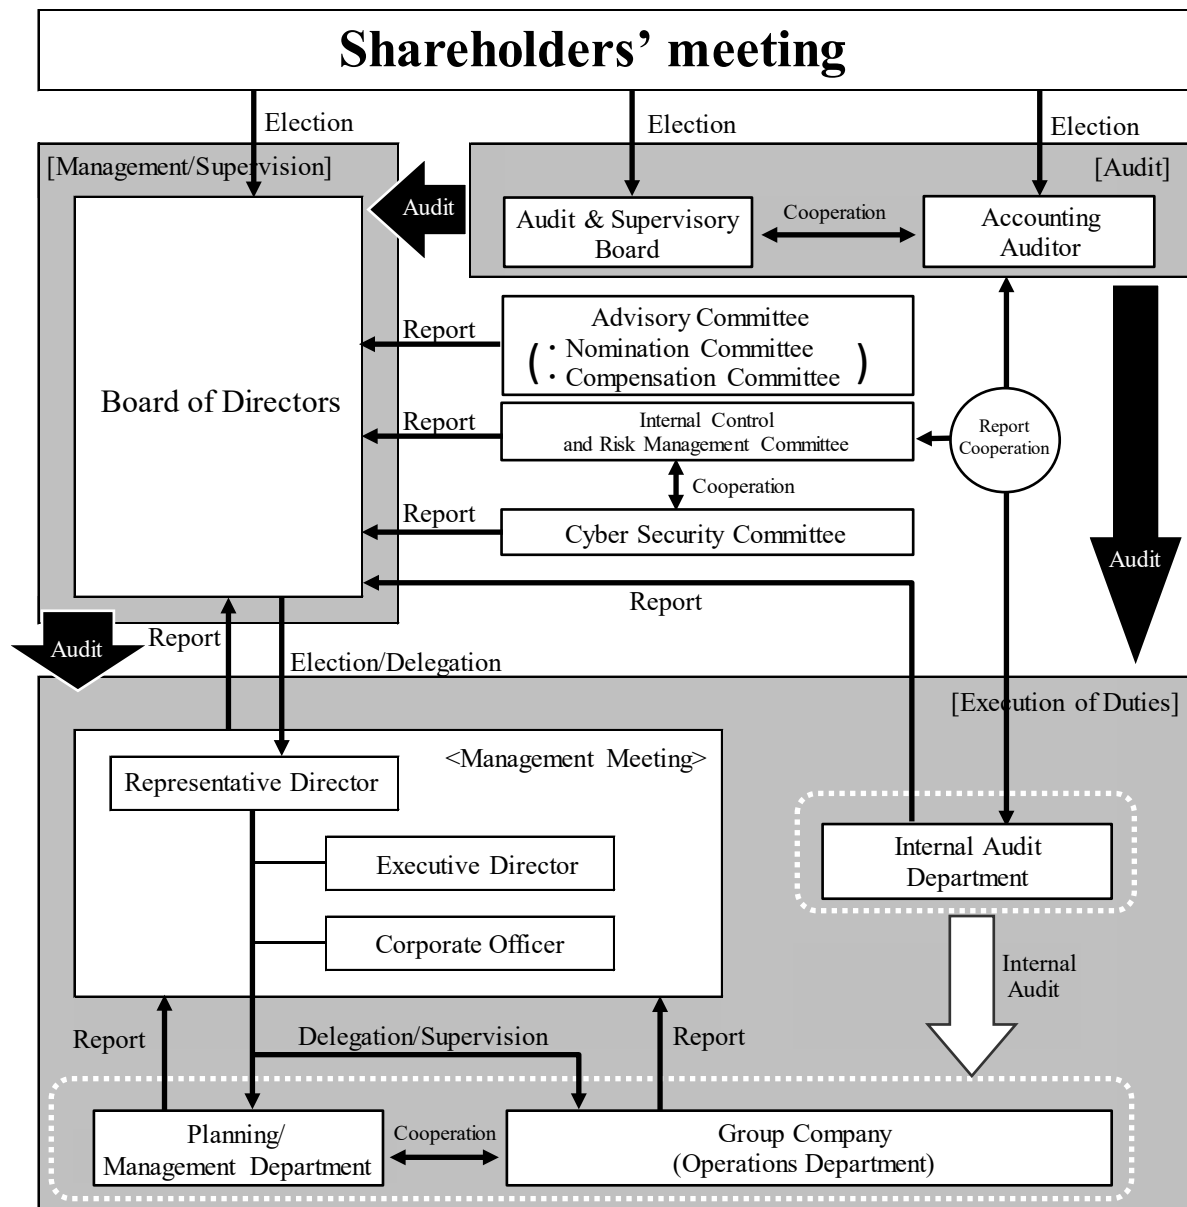 Shareholders’ meeting
Election
Election
Election
[Management/Supervision]
[Audit]
Audit
Audit & Supervisory
Board
Cooperation
Accounting
Auditor
Board of Directors
Report
Advisory Committee
(・Nomination Committee
・Compensation Committee)
Report
Internal Control
and Risk Management Committee
Report
Cooperation
Cooperation
Report
Cyber Security Committee
Audit
Report
Audit
Report
Election/Delegation
[Execution of Duties]
<Management Meeting>
Representative Director
Executive Director
Corporate Officer
Internal Audit
Department
Internal
Audit
Report
Delegation/Supervision
Report
Planning/
Management Department
Cooperation
Group Company
(Operations Department)